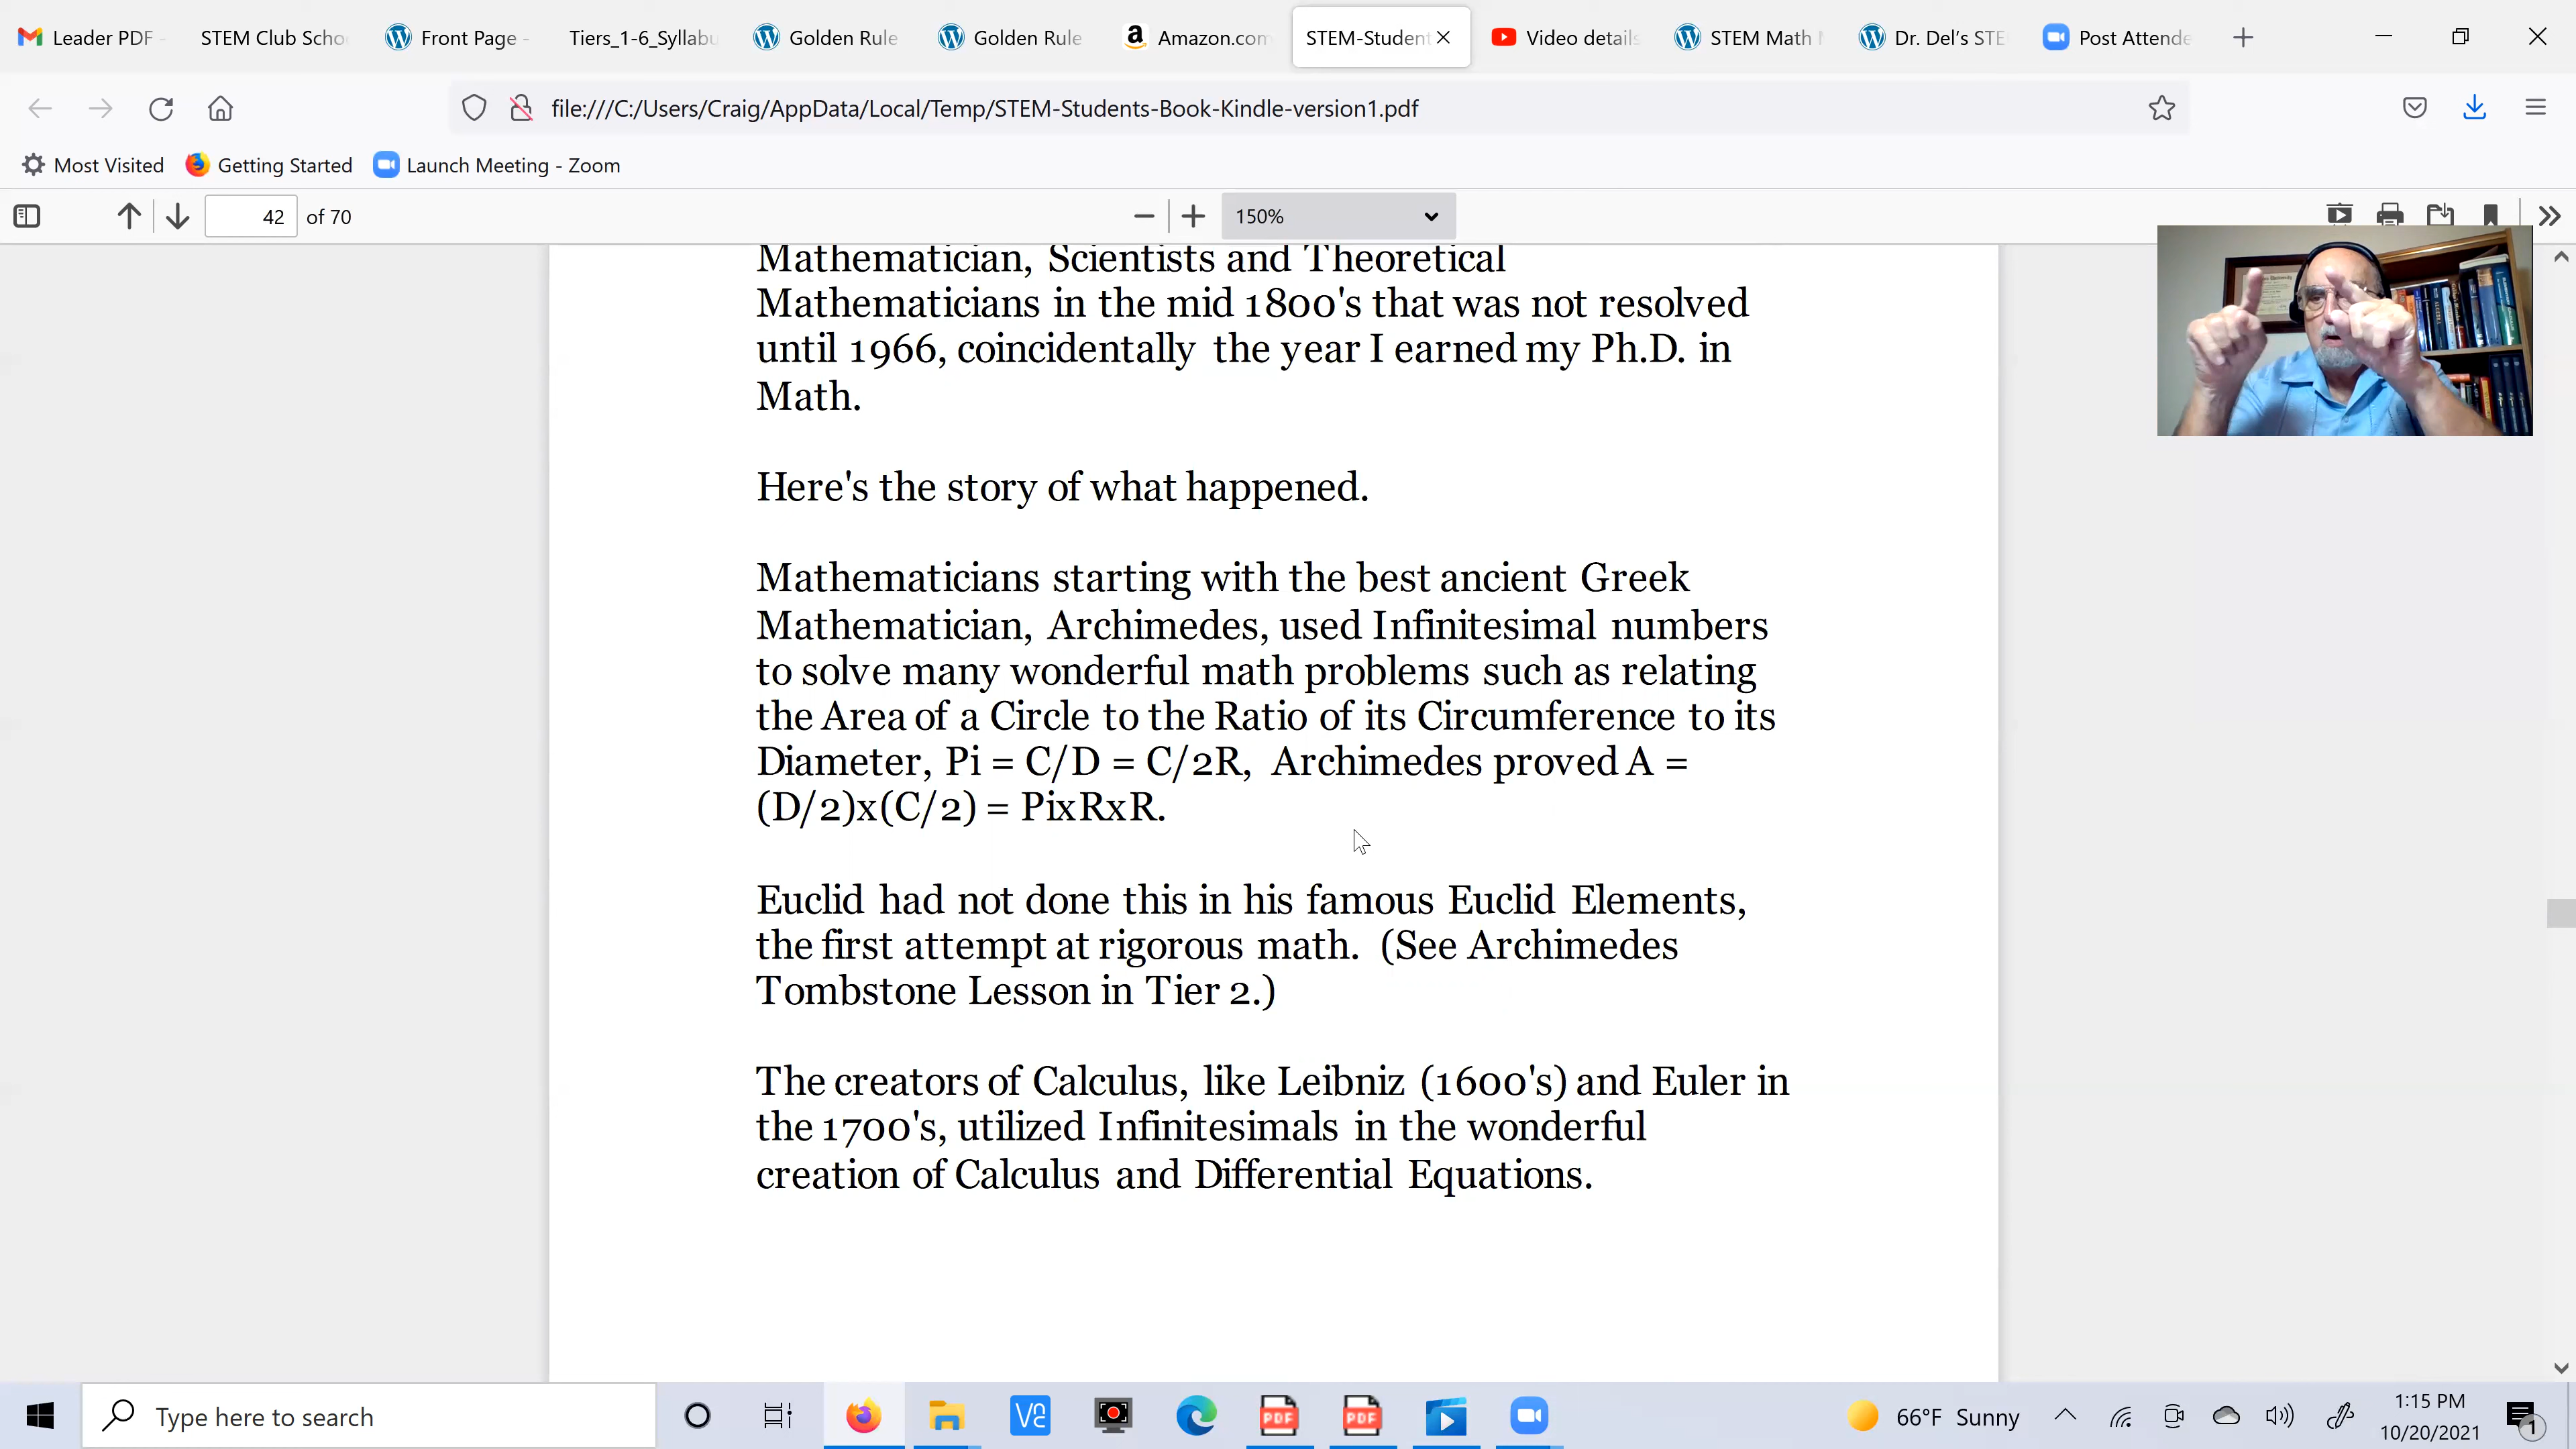 Leader PDF -
STEM Club Scho
Front Page -
Tiers_1-6_Syllabu
Golden Rule
Golden Rule
Amazon.com
STEM-Student
Video details
STEM Math
Dr. Del's STE
Post Attende
file:///C:/Users/Craig/AppData/Local/Temp/STEM-Students-Book-Kindle-version1.pdf
Most Visited
Getting Started
Launch Meeting - Zoom
42 of 70
150%
Mathematician, Scientists and Theoretical
Mathematicians in the mid 1800's that was not resolved
until 1966, coincidentally the year I earned my Ph.D. in
Math.
Here's the story of what happened.
Mathematicians starting with the best ancient Greek
Mathematician, Archimedes, used Infinitesimal numbers
to solve many wonderful math problems such as relating
the Area of a Circle to the Ratio of its Circumference to its
Diameter, Pi = C/D = C/2R, Archimedes proved A =
(D/2)x(C/2) = PixRxR.
Euclid had not done this in his famous Euclid Elements,
the first attempt at rigorous math. (See Archimedes
Tombstone Lesson in Tier 2.)
The creators of Calculus, like Leibniz (1600's) and Euler in
the 1700's, utilized Infinitesimals in the wonderful
creation of Calculus and Differential Equations.
Type here to search
PDF
PDF
66°F Sunny
1:15 PM
10/20/2021
1